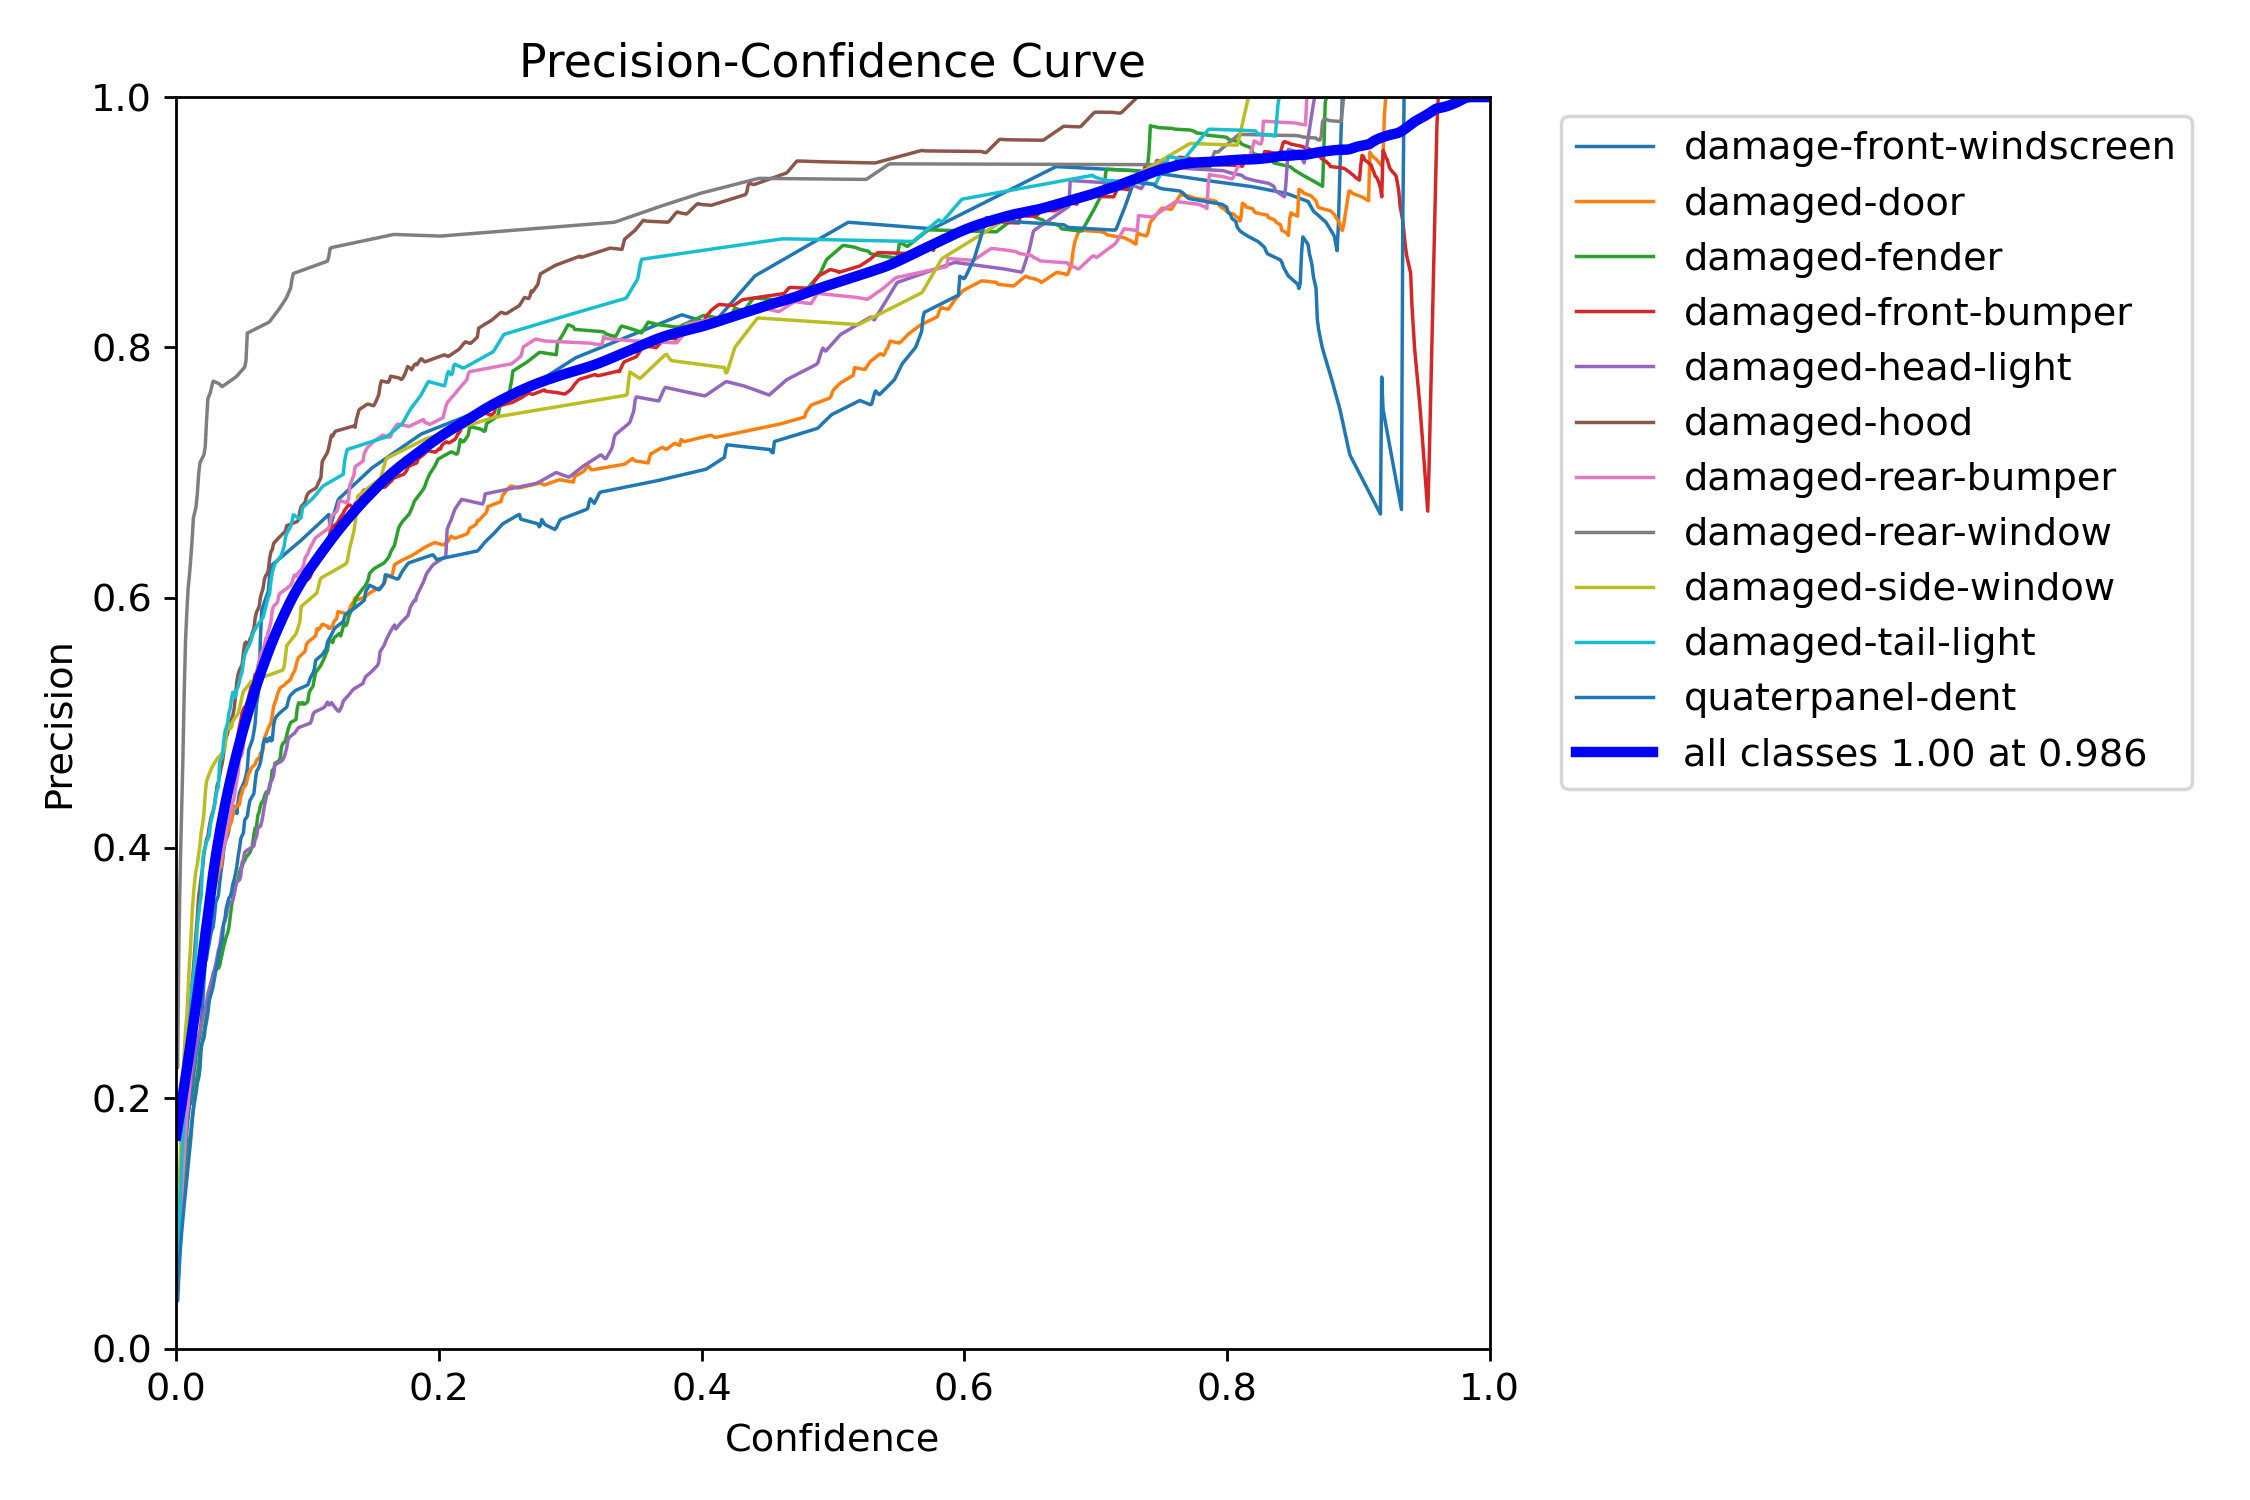 Precision-Confidence Curve
1.0
0.8
0.6
0.4
0.2
0.0
Precision
0.0 0.2 0.4 0.6 0.8 1.0
Confidence
damage-front-windscreen
damaged-door
damaged-fender
damaged-front-bumper
damaged-head-light
damaged-hood
damaged-rear-bumper
damaged-rear-window
damaged-side-window
damaged-tail-light
quaterpanel-dent
all classes 1.00 at 0.986